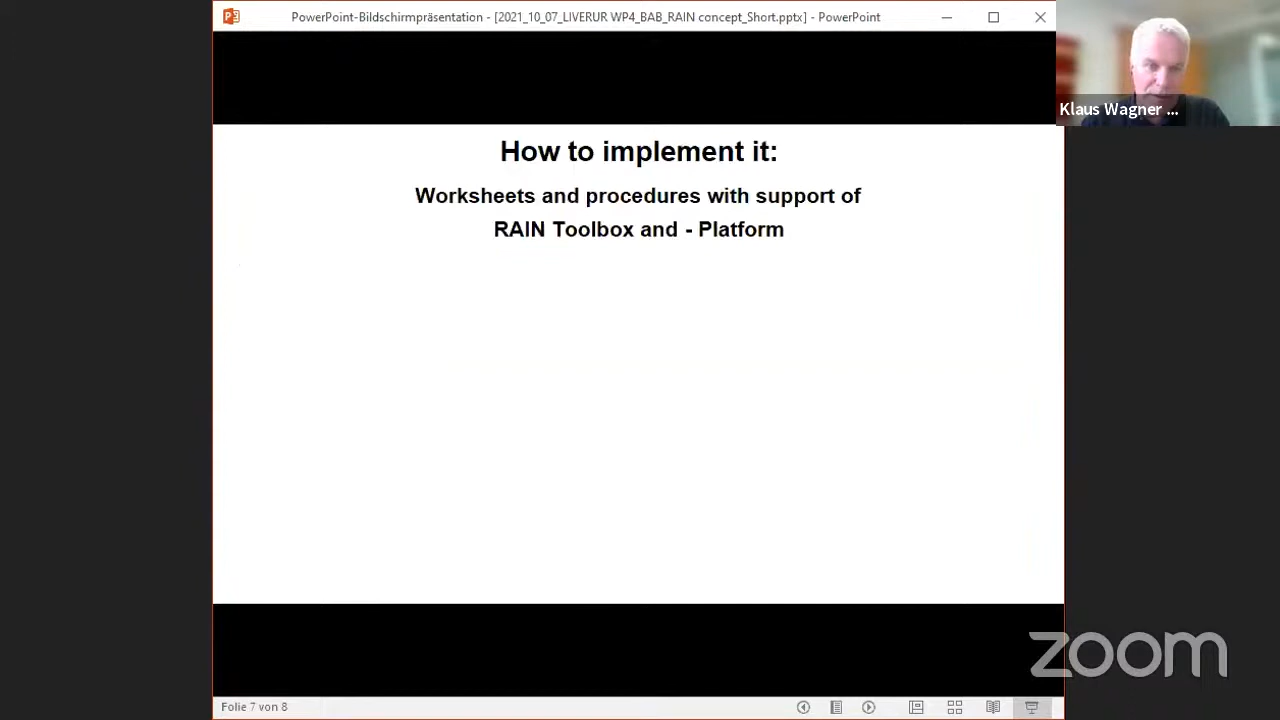 PowerPoint-Bildschirmpräsentation - [2021_10_07_LIVERUR WP4_BAB_RAIN concept_Short.pptx] - PowerPoint
Klaus Wagner ...
How to implement it:
Worksheets and procedures with support of
RAIN Toolbox and - Platform
zoom
Folie 7 von 8